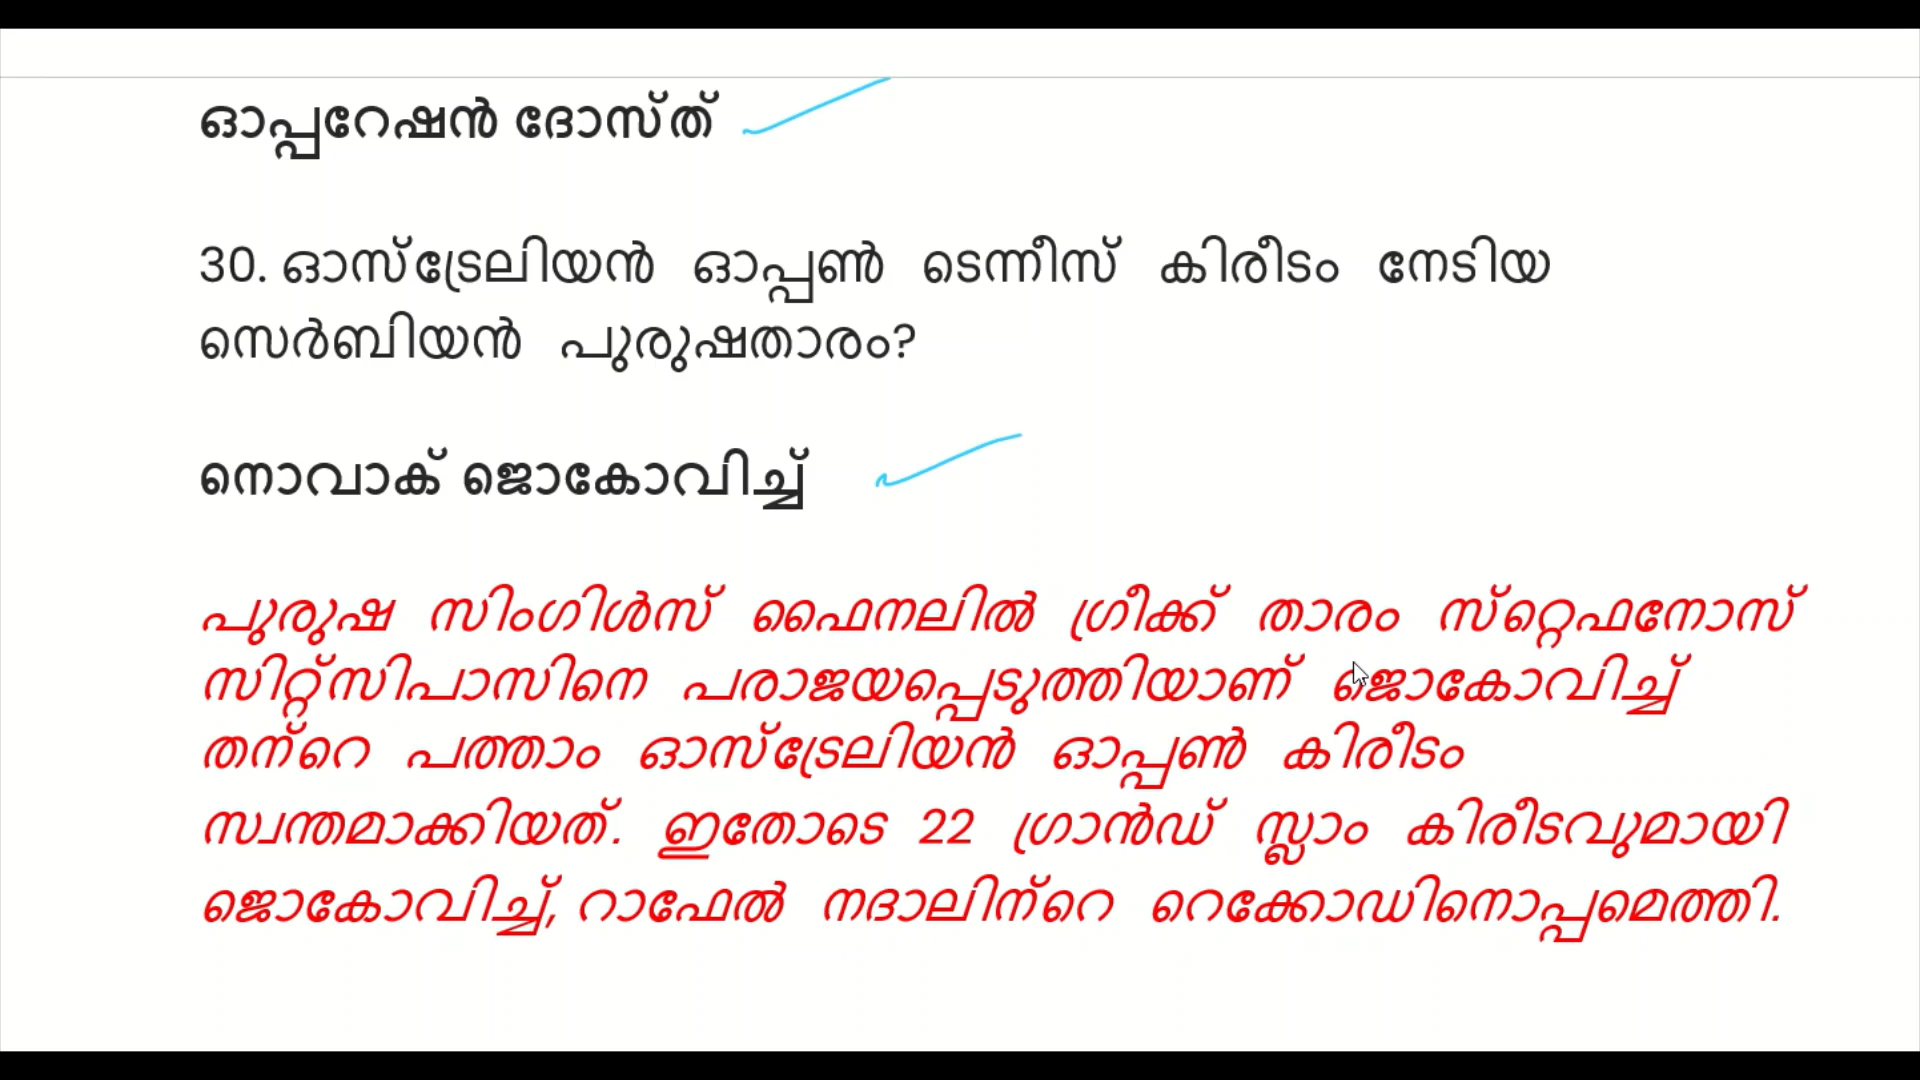 ഓപ്പറേഷൻ ദോസ്ത്
30. ഓസ്ട്രേലിയൻ ഓപ്പൺ ടെന്നീസ് കിരീടം നേടിയ
സെർബിയൻ പുരുഷതാരം?
നൊവാക് ജൊകോവിച്ച്
പുരുഷ സിംഗിൾസ് ഫൈനലിൽ ഗ്രീക്ക് താരം സ്റ്റെഫനോസ്
സിറ്റ്സിപാസിനെ പരാജയപ്പെടുത്തിയാണ് ജൊകോവിച്ച്
തന്റെ പത്താം ഓസ്ട്രേലിയൻ ഓപ്പൺ കിരീടം
സ്വന്തമാക്കിയത്. ഇതോടെ 22 ഗ്രാൻഡ് സ്ലാം കിരീടവുമായി
ജൊകോവിച്ച്, റാഫേൽ നദാലിന്റെ റെക്കോഡിനൊപ്പമെത്തി.